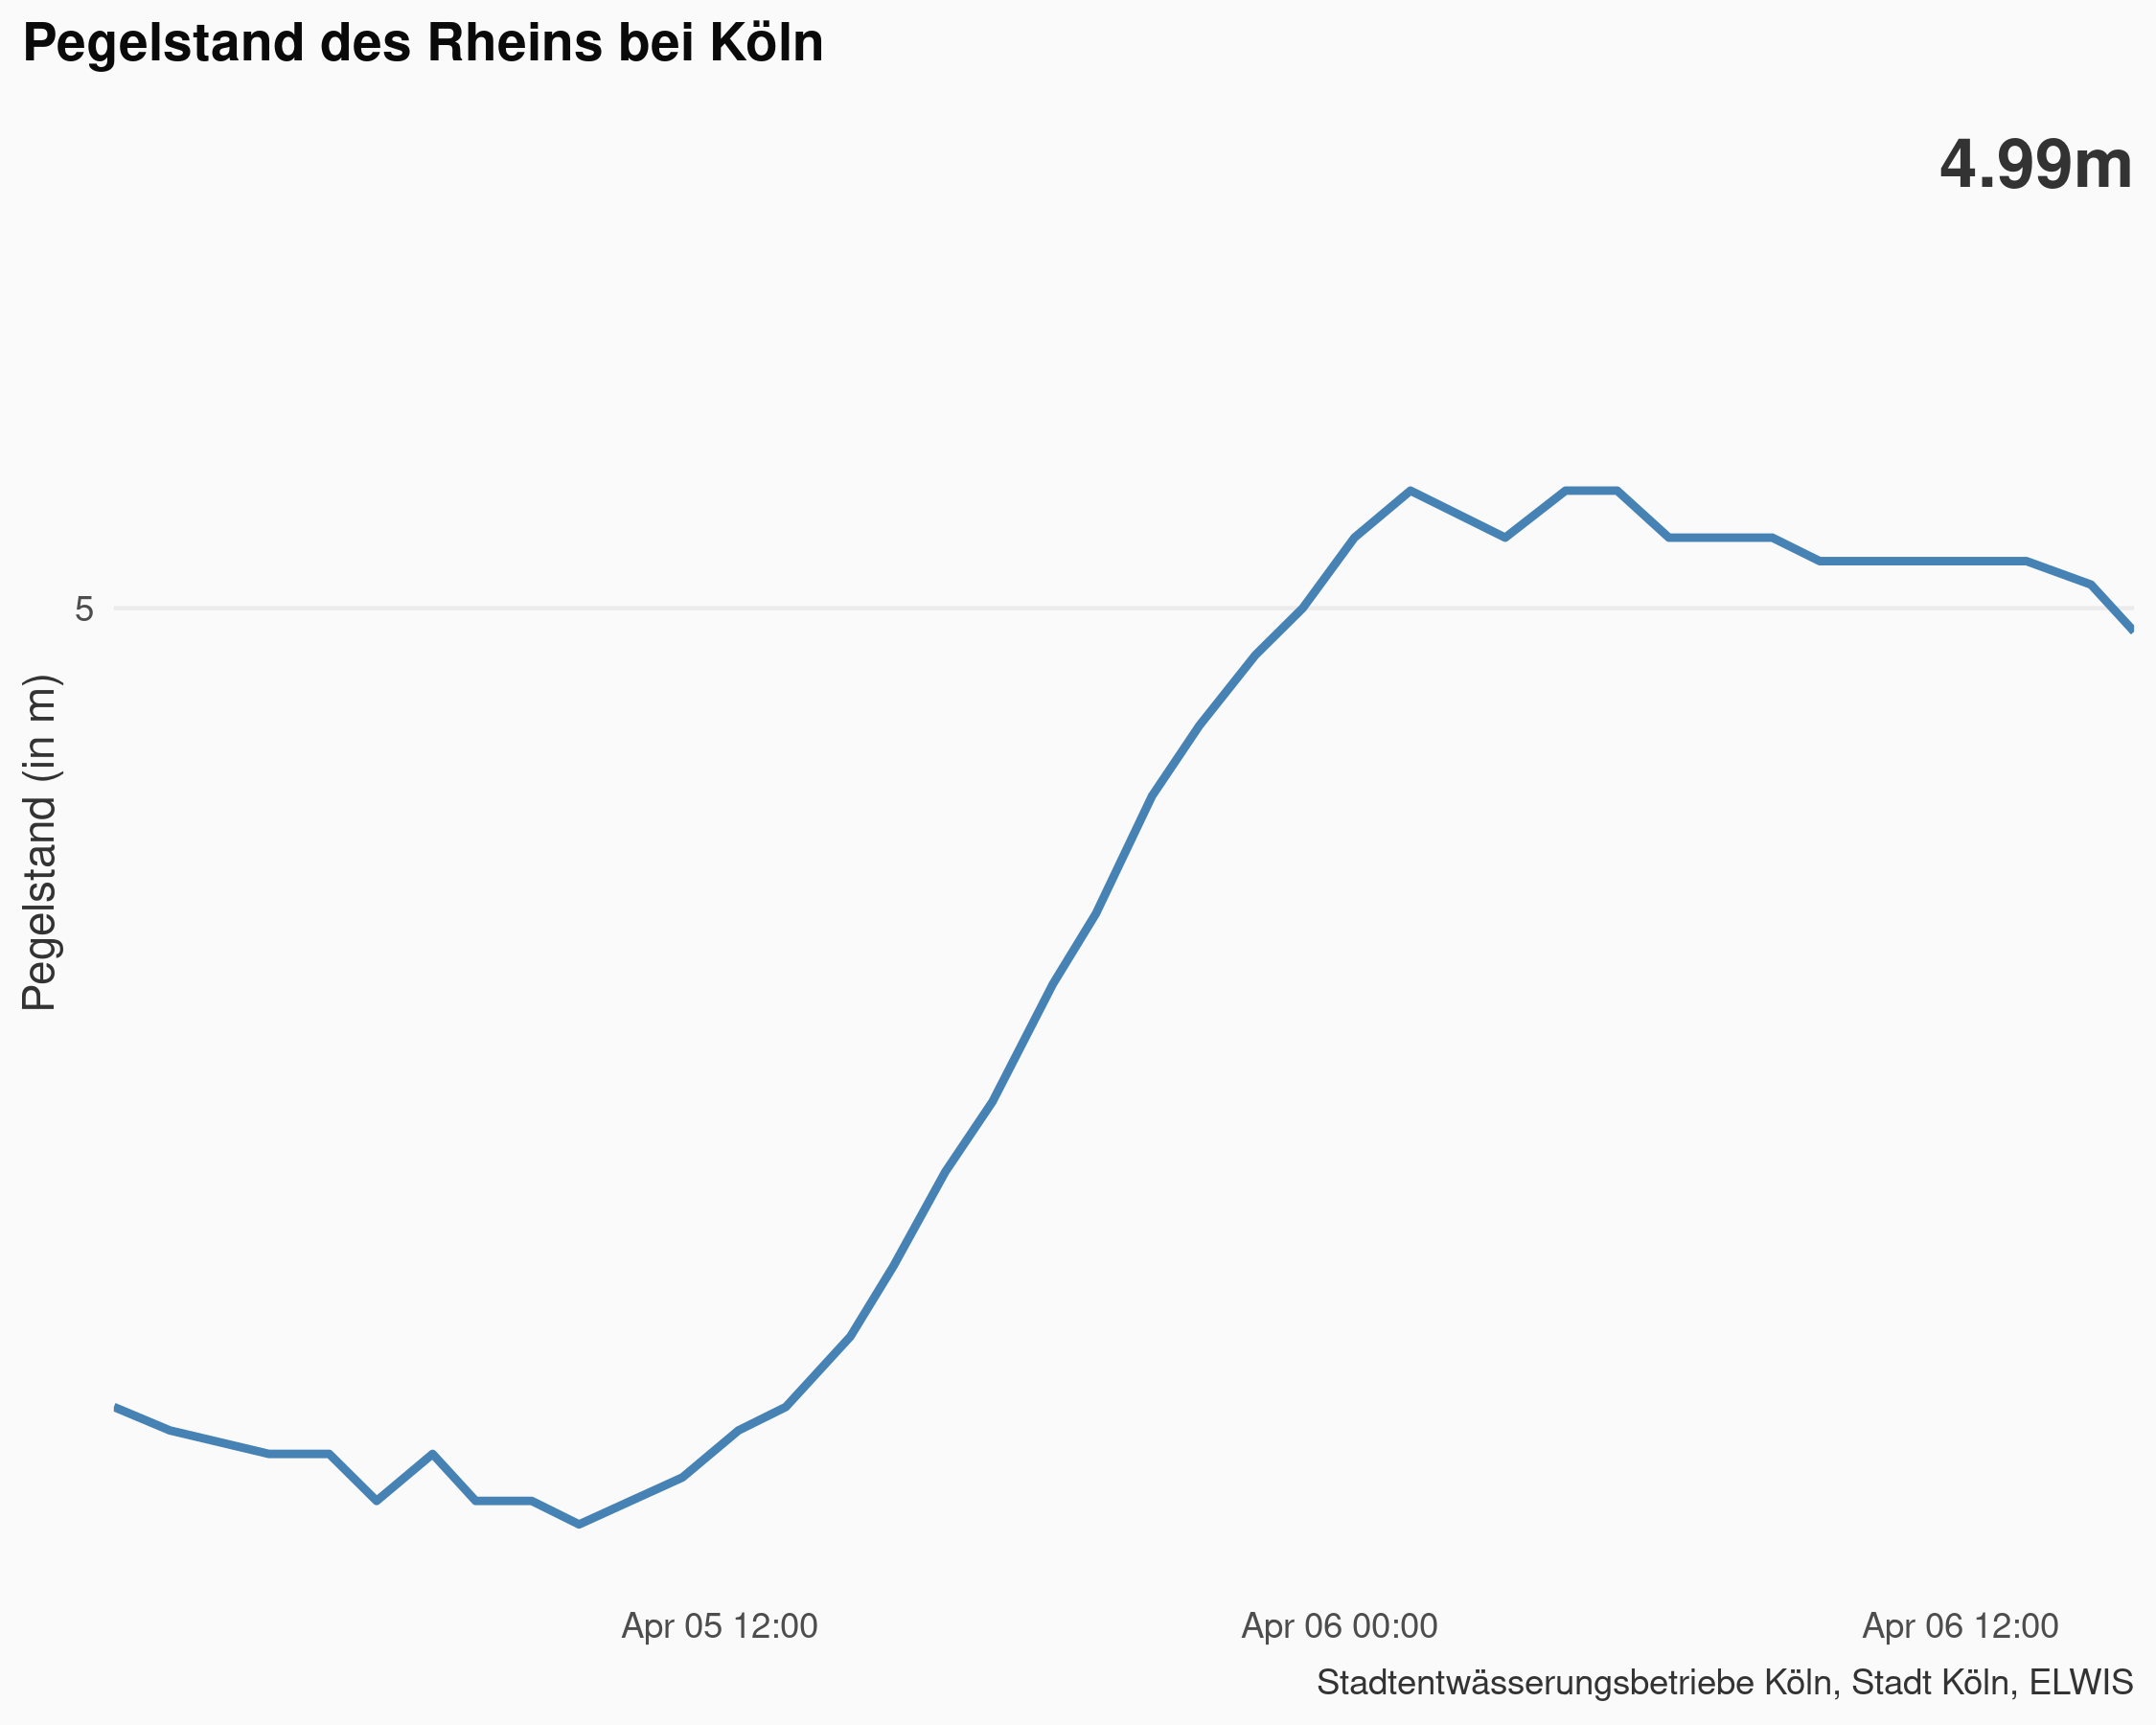 Pegelstand des Rheins bei Köln
4.99m
5
Pegelstand (in m)
Apr 05 12:00 Apr 06 00:00 Apr 06 12:00
Stadtentwässerungsbetriebe Köln, Stadt Köln, ELWIS